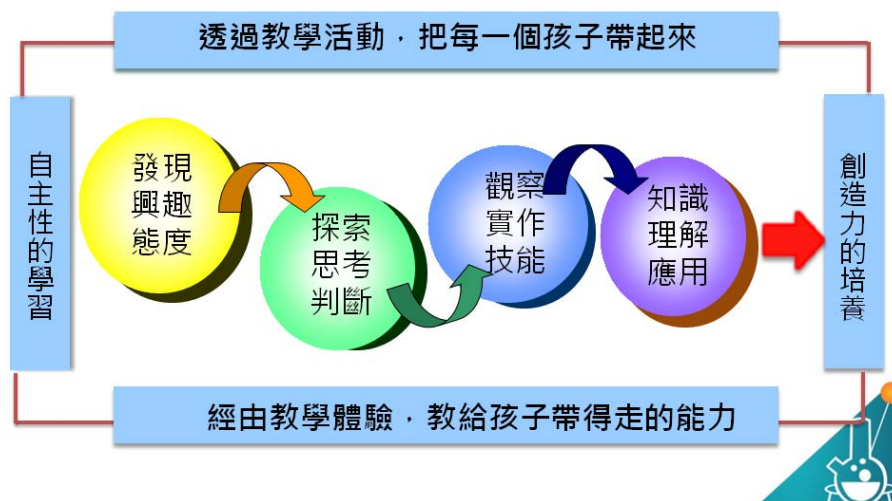 透過教學活動，把每一個孩子帶起來
自主性的學習
發現
興趣
態度
探索
思考
判斷
觀察
實作
技能
知識
理解
應用
創造力的培養
經由教學體驗，教給孩子帶得走的能力